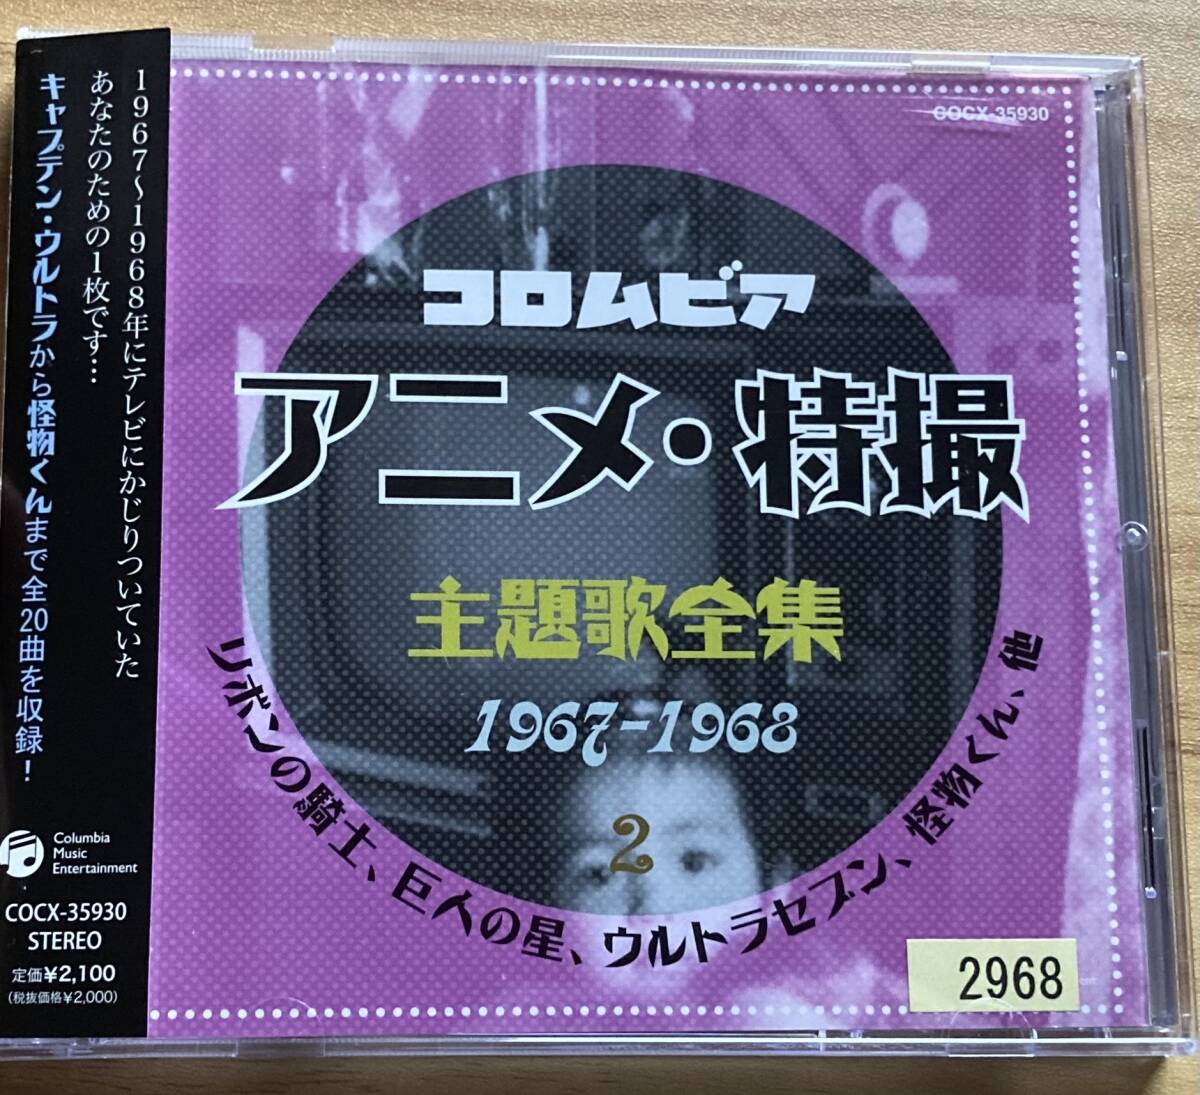 1967〜1968年にテレビにかじりついていた
あなたのための1枚です…
キャプテン・ウルトラから怪物くんまで全20曲を収録！
Columbia
Music
Entertainment
COCX-35930
STEREO
定価¥2,100
(税抜価格¥2,000)
COCX-35930
コロムビア
アニメ・特撮
主題歌全集
1967-1968
2
リボンの騎士、巨人の星、ウルトラセブン、怪物くん、他
2968